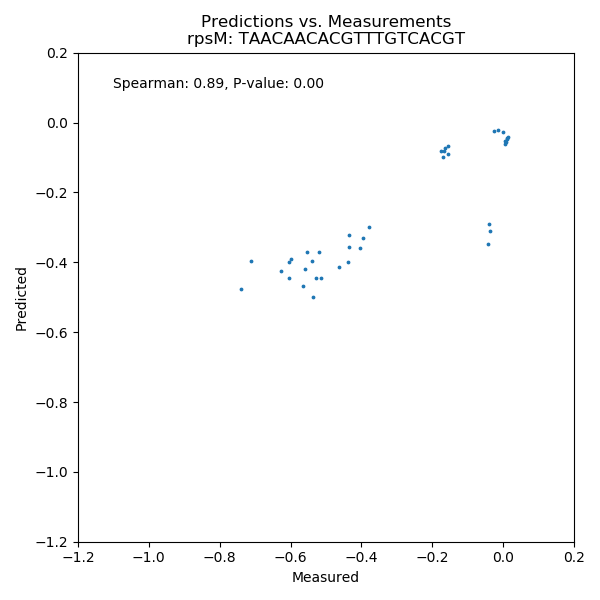 Predictions vs. Measurements
rpsM: TAACAACACGTTTGTCACGT
Spearman: 0.89, P-value: 0.00
0.2
0.0
−0.2
−0.4
−0.6
−0.8
−1.0
−1.2
Predicted
−1.2 −1.0 −0.8 −0.6 −0.4 −0.2 0.0 0.2
Measured